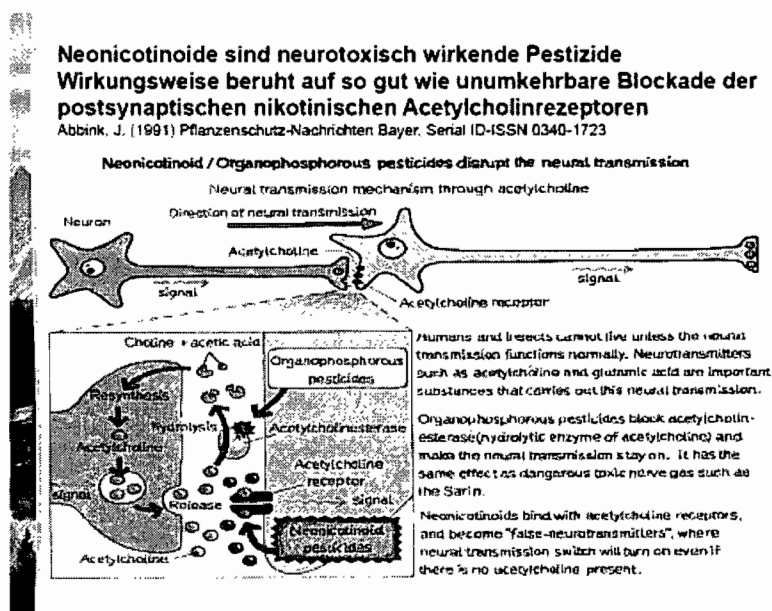 Neonicotinoide sind neurotoxisch wirkende Pestizide
Wirkungsweise beruht auf so gut wie unumkehrbare Blockade der
postsynaptischen nikotinischen Acetylcholinrezeptoren
Abbink, J. (1991) Pflanzenschutz-Nachrichten Bayer, Serial ID-ISSN 0340-1723
Neonicotinoid / Organophosphorous pesticides disrupt the neural transmission
Neural transmission mechanism through acetylcholine
Neuron
Direction of neural transmission
Acetylcholine
signal
signal
Acetylcholine receptor
Choline + acetic acid
Organophosphorous
pesticides
Resynthesis
hydrolysis
Acetylcholinesterase
Acetylcholine
Acetylcholine
receptor
signal
Release
signal
Neonicotinoid
pesticides
Acetylcholine
Humans and Insects cannot live unless the neural
transmission functions normally. Neurotransmitters
such as acetylcholine and glutamic acid are important
substances that carries out this neural transmission.
Organophosphorous pesticides block acetylcholin-
esterase(hydrolytic enzyme of acetylcholine) and
make the neural transmission stay on. It has the
same effect as dangerous toxic nerve gas such as
the Sarin.
Neonicotinoids bind with acetylcholine receptors,
and become "false-neurotransmitters", where
neural transmission switch will turn on even if
there is no acetylcholine present.